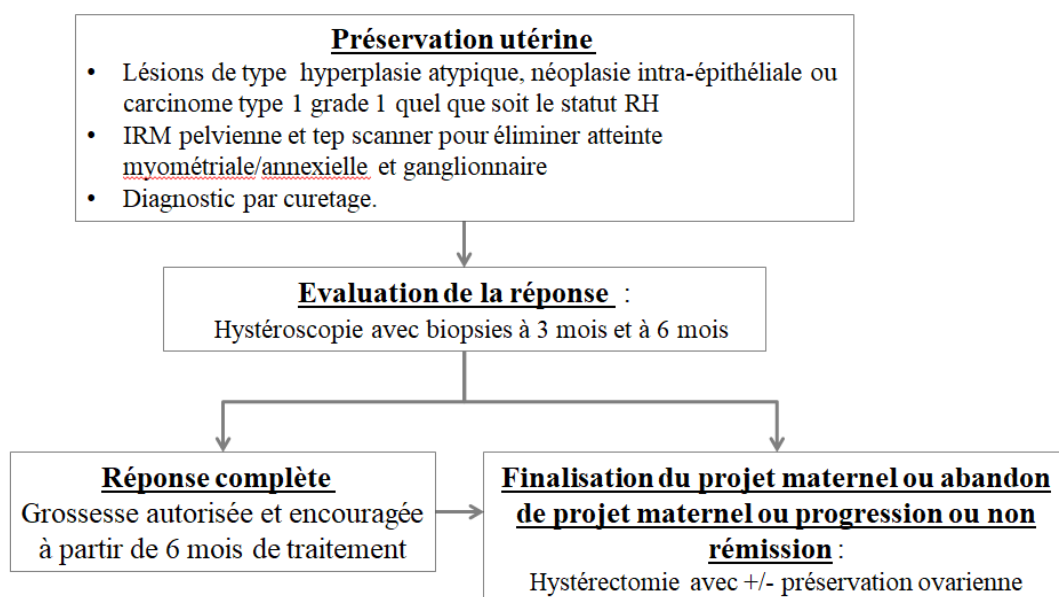 Préservation utérine
• Lésions de type hyperplasie atypique, néoplasie intra-épithéliale ou
carcinome type 1 grade 1 quel que soit le statut RH
• IRM pelvienne et tep scanner pour éliminer atteinte
myométriale/annexielle et ganglionnaire
• Diagnostic par curetage.
Evaluation de la réponse :
Hystéroscopie avec biopsies à 3 mois et à 6 mois
Réponse complète
Grossesse autorisée et encouragée
à partir de 6 mois de traitement
Finalisation du projet maternel ou abandon
de projet maternel ou progression ou non
rémission :
Hystérectomie avec +/- préservation ovarienne